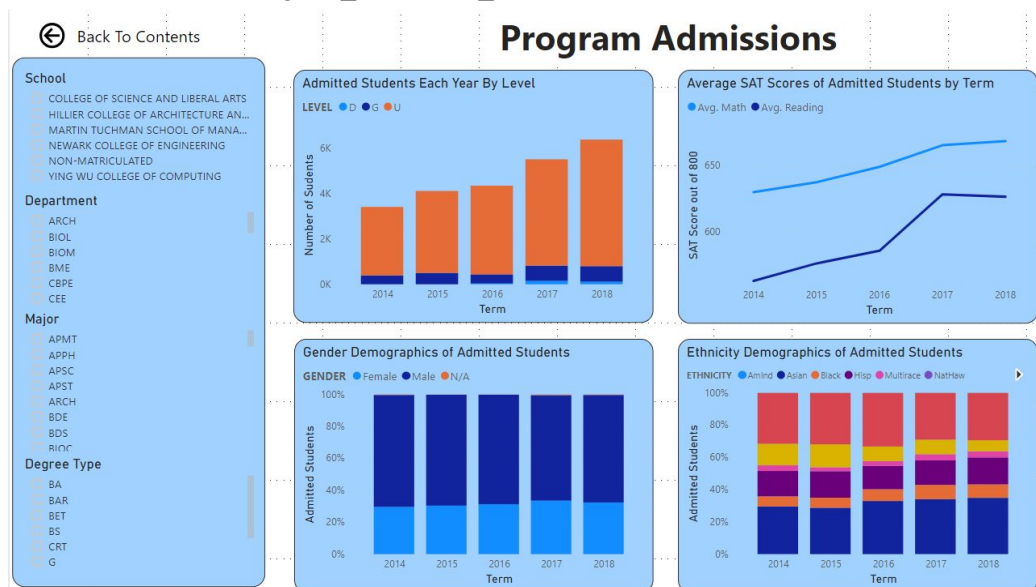 Back To Contents
Program Admissions
School
COLLEGE OF SCIENCE AND LIBERAL ARTS
HILLIER COLLEGE OF ARCHITECTURE AN...
MARTIN TUCHMAN SCHOOL OF MANA...
NEWARK COLLEGE OF ENGINEERING
NON-MATRICULATED
YING WU COLLEGE OF COMPUTING
Department
ARCH
BIOL
BIOM
BME
CBPE
CEE
Major
APMT
APPH
APSC
APST
ARCH
BDE
BDS
BIOC
Degree Type
BA
BAR
BET
BS
CRT
G
Admitted Students Each Year By Level
LEVEL D G U
Number of Sudents
6K
4K
2K
0K
2014 2015 2016 2017 2018
Term
Average SAT Scores of Admitted Students by Term
Avg. Math Avg. Reading
SAT Score out of 800
650
600
2014 2015 2016 2017 2018
Term
Gender Demographics of Admitted Students
GENDER Female Male N/A
Admitted Students
100%
80%
60%
40%
20%
0%
2014 2015 2016 2017 2018
Term
Ethnicity Demographics of Admitted Students
ETHNICITY AmInd Asian Black Hisp Multirace NatHaw
Admitted Students
100%
80%
60%
40%
20%
0%
2014 2015 2016 2017 2018
Term